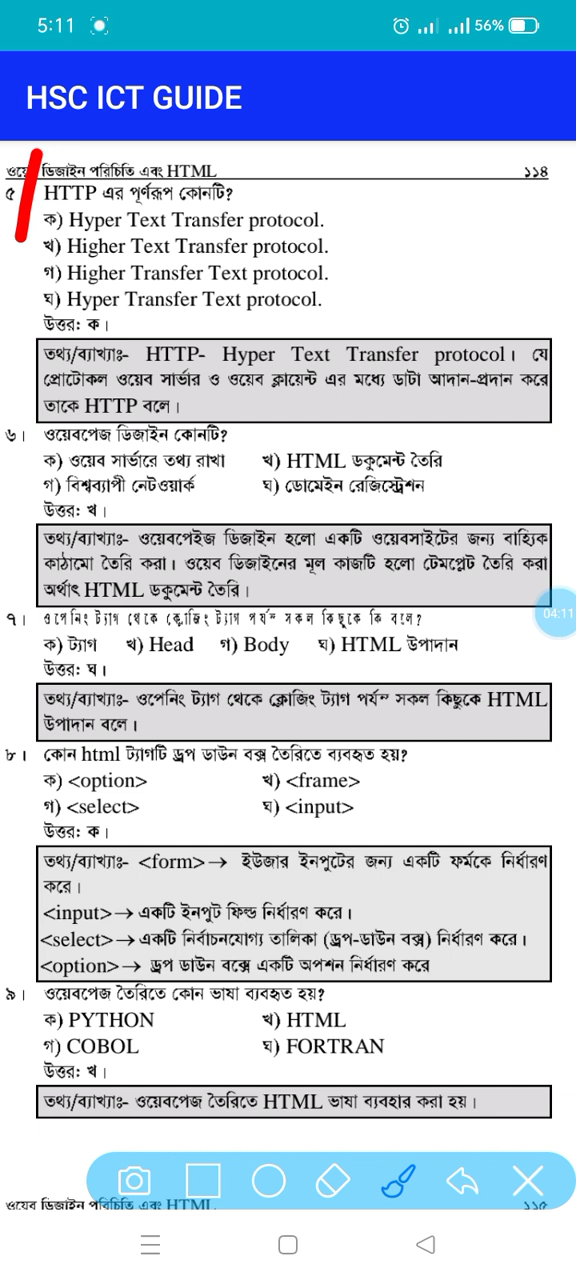 5:11
56%
HSC ICT GUIDE
ডিজাইন পরিচিতি এবং HTML ১১৪
৫ HTTP এর পূর্ণরূপ কোনটি?
ক) Hyper Text Transfer protocol.
খ) Higher Text Transfer protocol.
গ) Higher Transfer Text protocol.
ঘ) Hyper Transfer Text protocol.
উত্তর: ক।
তথ্য/ব্যাখ্যাঃ- HTTP- Hyper Text Transfer protocol। যে
প্রোটোকল ওয়েব সার্ভার ও ওয়েব ক্লায়েন্ট এর মধ্যে ডাটা আদান-প্রদান করে
তাকে HTTP বলে।
৬। ওয়েবপেজ ডিজাইন কোনটি?
ক) ওয়েব সার্ভারে তথ্য রাখা খ) HTML ডকুমেন্ট তৈরি
গ) বিশ্বব্যাপী নেটওয়ার্ক ঘ) ডোমেইন রেজিস্ট্রেশন
উত্তর: খ।
তথ্য/ব্যাখ্যাঃ- ওয়েবপেইজ ডিজাইন হলো একটি ওয়েবসাইটের জন্য বাহ্যিক
কাঠামো তৈরি করা। ওয়েব ডিজাইনের মূল কাজটি হলো টেমপ্লেট তৈরি করা
অর্থাৎ HTML ডকুমেন্ট তৈরি।
৭। ওপেনিং ট্যাগ থেকে ক্লোজিং ট্যাগ পর্য" সকল কিছুকে কি বলে?
04:11
ক) ট্যাগ খ) Head গ) Body ঘ) HTML উপাদান
উত্তর: ঘ।
তথ্য/ব্যাখ্যাঃ- ওপেনিং ট্যাগ থেকে ক্লোজিং ট্যাগ পর্য" সকল কিছুকে HTML
উপাদান বলে।
৮। কোন html ট্যাগটি ড্রপ ডাউন বক্স তৈরিতে ব্যবহৃত হয়?
ক) <option> খ) <frame>
গ) <select> ঘ) <input>
উত্তর: ক।
তথ্য/ব্যাখ্যাঃ- <form>→ ইউজার ইনপুটের জন্য একটি ফর্মকে নির্ধারণ
করে।
<input>→ একটি ইনপুট ফিল্ড নির্ধারণ করে।
<select>→ একটি নির্বাচনযোগ্য তালিকা (ড্রপ-ডাউন বক্স) নির্ধারণ করে।
<option>→ ড্রপ ডাউন বক্সে একটি অপশন নির্ধারণ করে
৯। ওয়েবপেজ তৈরিতে কোন ভাষা ব্যবহৃত হয়?
ক) PYTHON খ) HTML
গ) COBOL ঘ) FORTRAN
উত্তর: খ।
তথ্য/ব্যাখ্যাঃ- ওয়েবপেজ তৈরিতে HTML ভাষা ব্যবহার করা হয়।
ওয়েব ডিজাইন পরিচিতি এবং HTML ১১৫